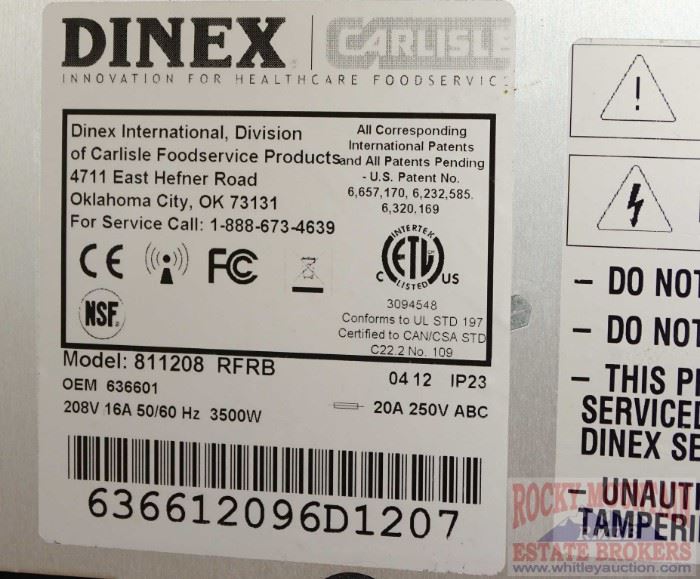 DINEX CARLISLE
INNOVATION FOR HEALTHCARE FOODSERVIC
Dinex International, Division
of Carlisle Foodservice Products
4711 East Hefner Road
Oklahoma City, OK 73131
For Service Call: 1-888-673-4639
All Corresponding
International Patents
and All Patents Pending
- U.S. Patent No.
6,657,170, 6,232,585.
6,320,169
CE FC
NSF
INTERTEK
C ETL US
LISTED
3094548
Conforms to UL STD 197
Certified to CAN/CSA STD
C22.2 No. 109
Model: 811208 RFRB
OEM 636601
208V 16A 50/60 Hz 3500W
04 12 IP23
20A 250V ABC
636612096D1207
!
- DO NOT
- DO NOT
- THIS
SERVICED
DINEX SE
- UNAUT
TAMPERI
ROCKY MOUNTAIN
ESTATE BROKERS
www.whitleyauction.com